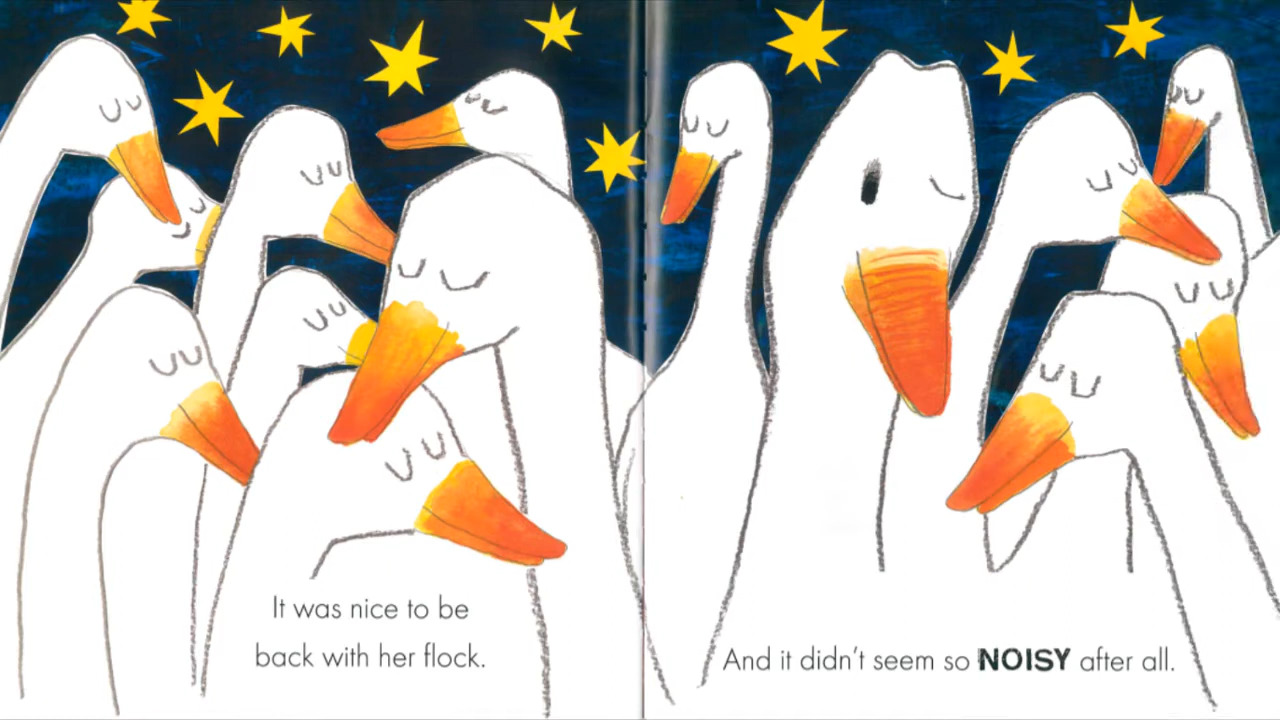 It was nice to be
back with her flock.
And it didn't seem so NOISY after all.